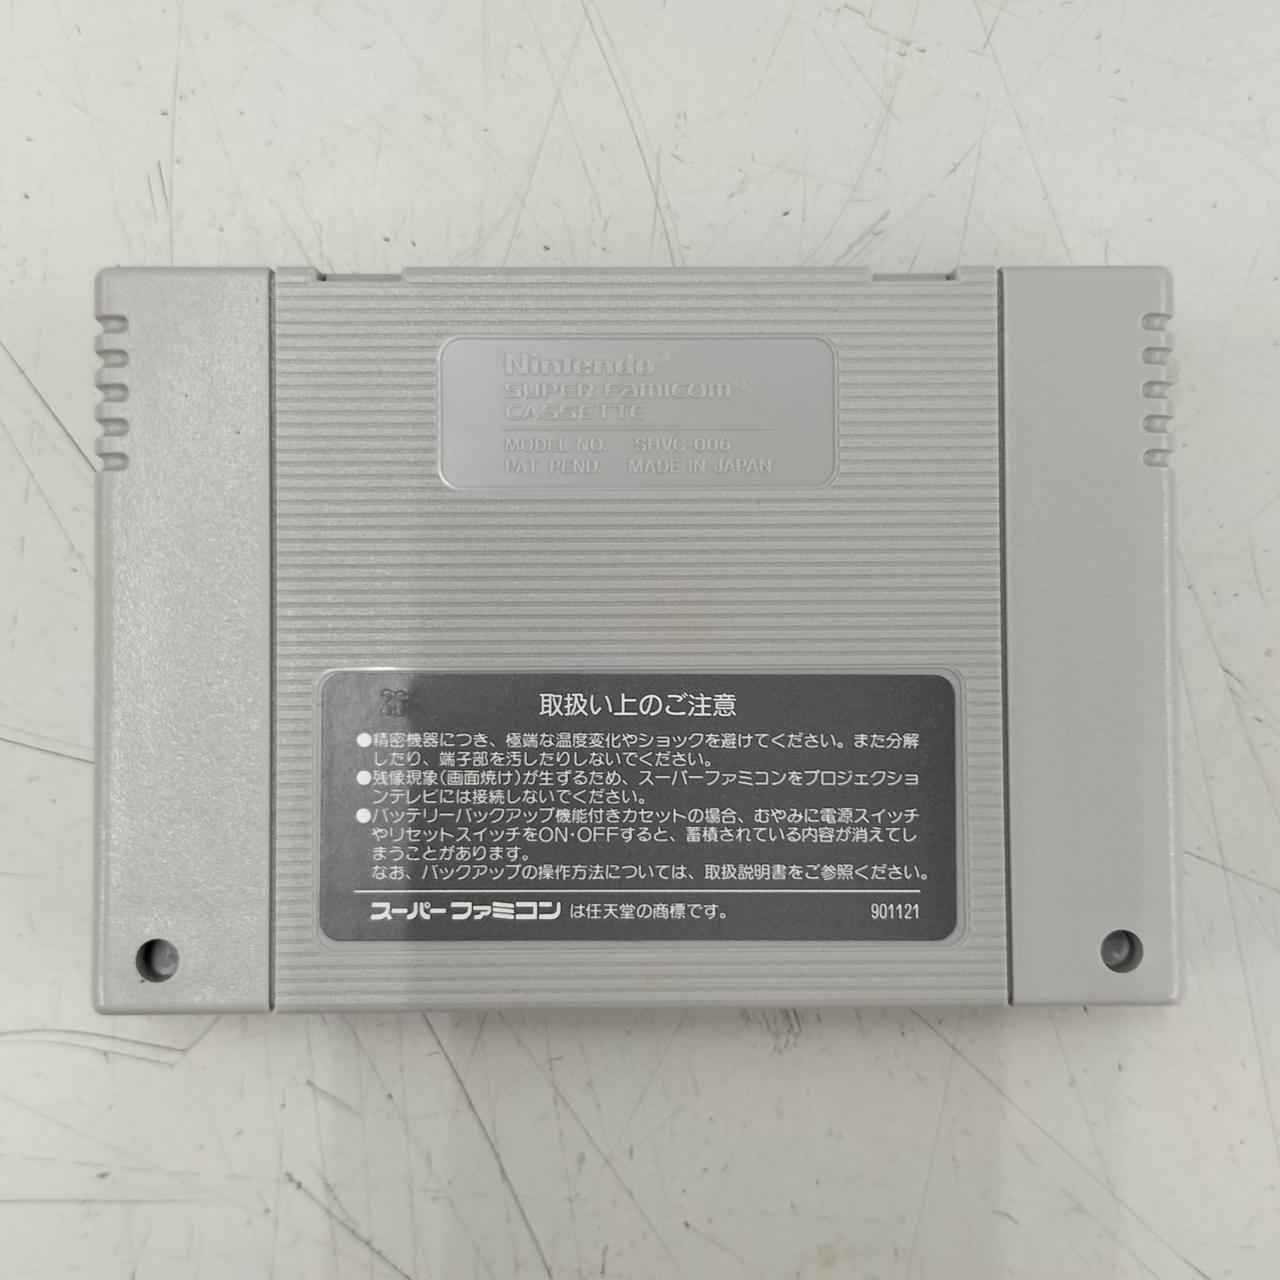 Nintendo®
SUPER FAMICOM®
CASSETTE
MODEL NO. SHVC-006
PAT. PEND. MADE IN JAPAN
取扱い上のご注意
●精密機器につき、極端な温度変化やショックを避けてください。また分解
したり、端子部を汚したりしないでください。
●残像現象(画面焼け)が生ずるため、スーパーファミコンをプロジェクショ
ンテレビには接続しないでください。
●バッテリーバックアップ機能付きカセットの場合、むやみに電源スイッチ
やリセットスイッチをON・OFFすると、蓄積されている内容が消えてし
まうことがあります。
なお、バックアップの操作方法については、取扱説明書をご参照ください。
スーパーファミコン は任天堂の商標です。 901121